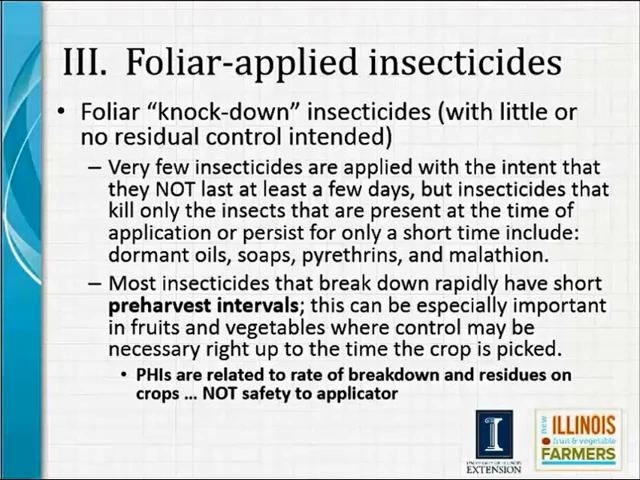 III. Foliar-applied insecticides
• Foliar “knock-down” insecticides (with little or
no residual control intended)
– Very few insecticides are applied with the intent that
they NOT last at least a few days, but insecticides that
kill only the insects that are present at the time of
application or persist for only a short time include:
dormant oils, soaps, pyrethrins, and malathion.
– Most insecticides that break down rapidly have short
preharvest intervals; this can be especially important
in fruits and vegetables where control may be
necessary right up to the time the crop is picked.
• PHIs are related to rate of breakdown and residues on
crops … NOT safety to applicator
I
UNIVERSITY OF ILLINOIS
EXTENSION
new
ILLINOIS
fruit & vegetable
FARMERS